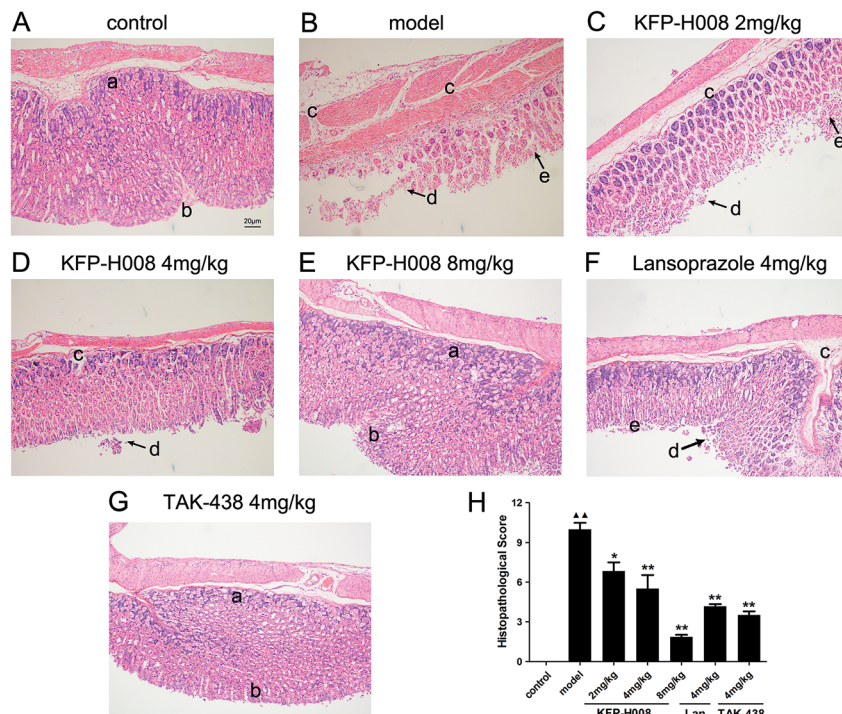 A control
B model
C KFP-H008 2mg/kg
a
b
20μm
c
c
d
e
c
d
e
D KFP-H008 4mg/kg
E KFP-H008 8mg/kg
F Lansoprazole 4mg/kg
c
d
a
b
c
e
d
G TAK-438 4mg/kg
a
b
H
Histopathological Score
12
9
6
3
0
▲▲
*
**
**
**
**
control
model
2mg/kg
4mg/kg
8mg/kg
4mg/kg
4mg/kg
KFP-H008
Lan
TAK-438